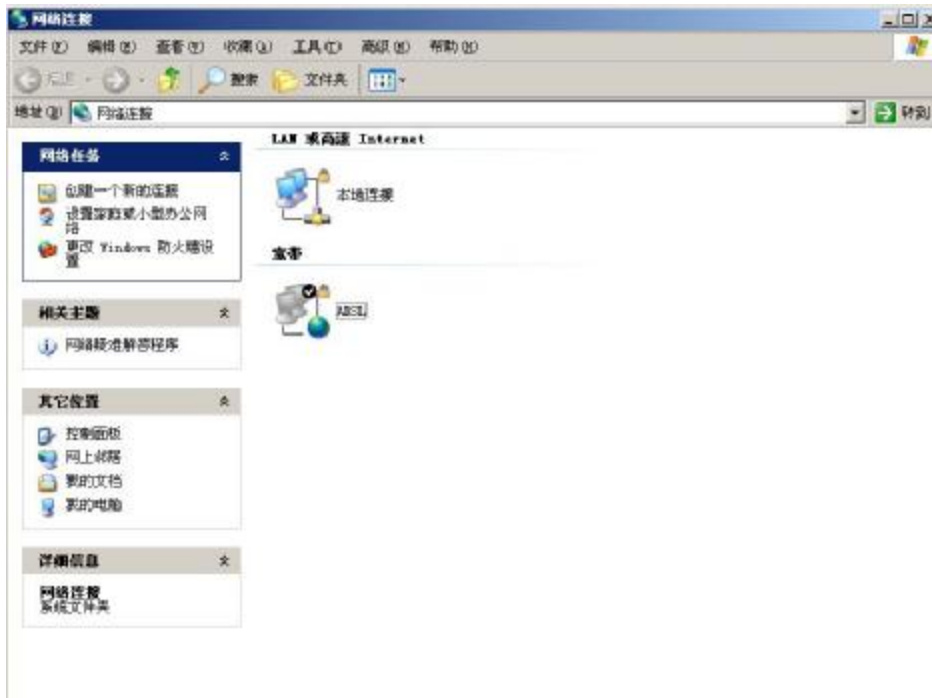 网络连接
文件(F) 编辑(E) 查看(V) 收藏(A) 工具(T) 高级(N) 帮助(H)
后退 搜索 文件夹
地址(D) 网络连接 转到
LAN 或高速 Internet
网络任务
创建一个新的连接
设置家庭或小型办公网
络
更改 Windows 防火墙设
置
本地连接
宽带
ADSL
相关主题
网络疑难解答程序
其它位置
控制面板
网上邻居
我的文档
我的电脑
详细信息
网络连接
系统文件夹